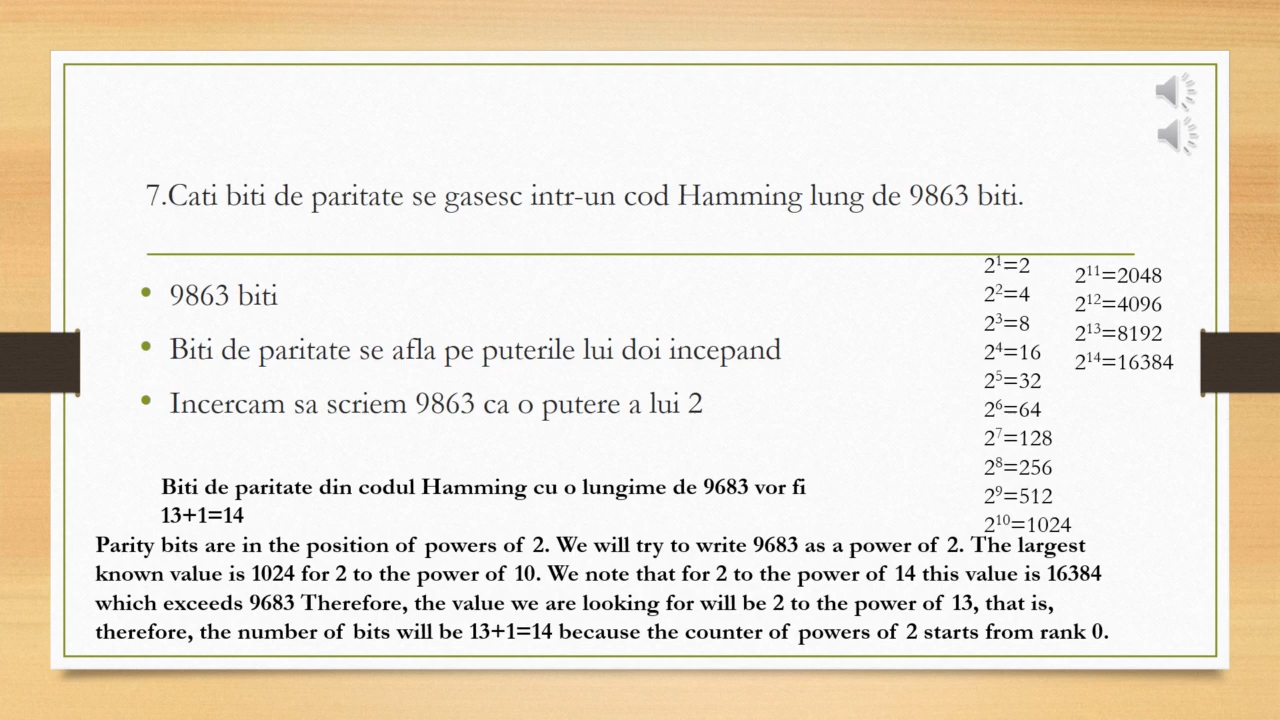 7.Cati biti de paritate se gasesc intr-un cod Hamming lung de 9863 biti.
• 9863 biti
• Biti de paritate se afla pe puterile lui doi incepand
• Incercam sa scriem 9863 ca o putere a lui 2
2¹=2
2²=4
2³=8
2⁴=16
2⁵=32
2⁶=64
2⁷=128
2⁸=256
2⁹=512
2¹⁰=1024
2¹¹=2048
2¹²=4096
2¹³=8192
2¹⁴=16384
Biti de paritate din codul Hamming cu o lungime de 9683 vor fi
13+1=14
Parity bits are in the position of powers of 2. We will try to write 9683 as a power of 2. The largest
known value is 1024 for 2 to the power of 10. We note that for 2 to the power of 14 this value is 16384
which exceeds 9683 Therefore, the value we are looking for will be 2 to the power of 13, that is,
therefore, the number of bits will be 13+1=14 because the counter of powers of 2 starts from rank 0.